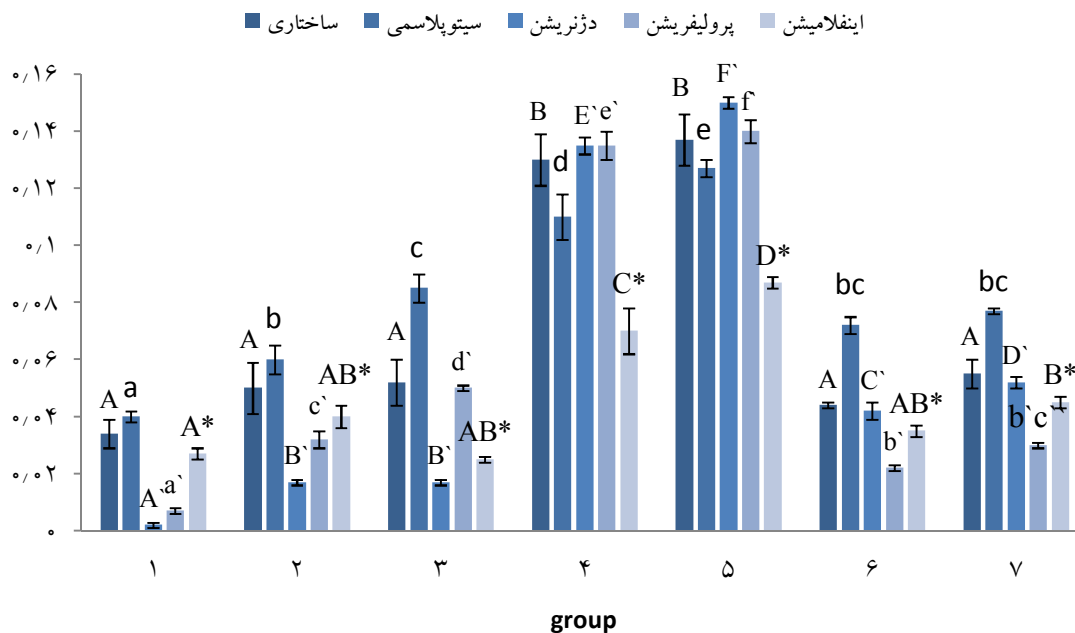 ساختاری سیتوپلاسمی دژنریشن پرولیفریشن اینفلامیشن
۰٫۱۶
۰٫۱۴
۰٫۱۲
۰٫۱
۰٫۰۸
۰٫۰۶
۰٫۰۴
۰٫۰۲
۰
A a A` a` A*
A b B` c` AB*
A c B` d` AB*
B d E` e` C*
B e F` f` D*
A bc C` b` AB*
A bc D` b`c` B*
۱ ۲ ۳ ۴ ۵ ۶ ۷
group